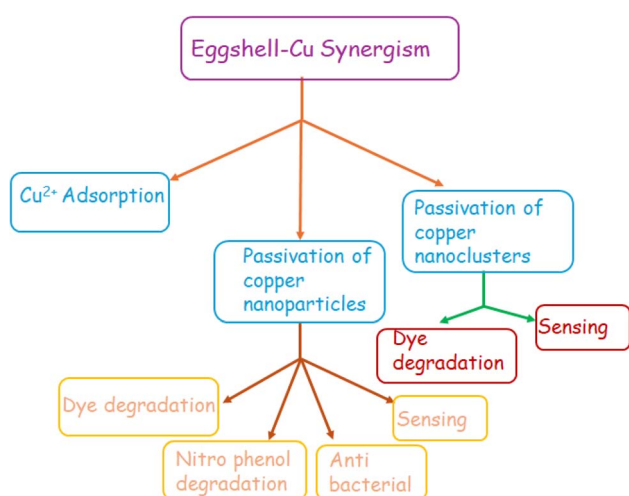 Eggshell-Cu Synergism
Cu²⁺ Adsorption
Passivation of
copper
nanoparticles
Passivation of
copper
nanoclusters
Dye degradation
Nitro phenol
degradation
Anti
bacterial
Sensing
Dye
degradation
Sensing